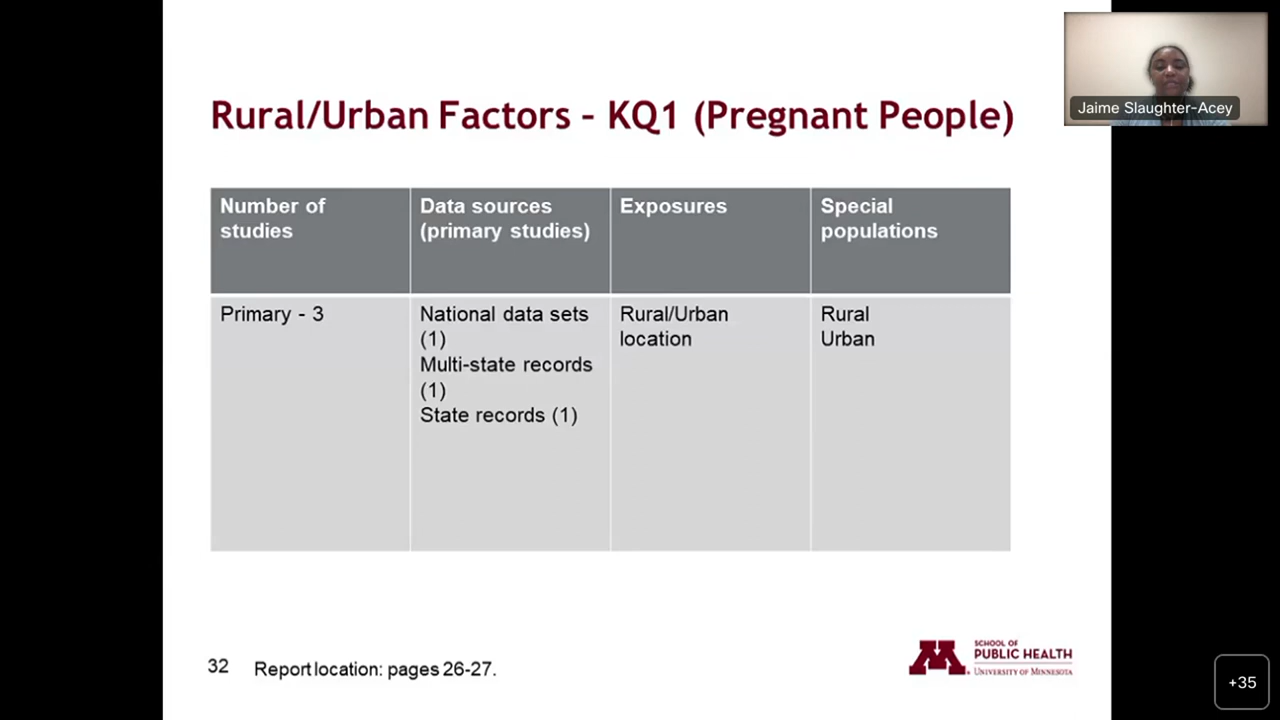 Rural/Urban Factors – KQ1 (Pregnant People)
Jaime Slaughter-Acey
Number of
studies
Data sources
(primary studies)
Exposures
Special
populations
Primary - 3
National data sets
(1)
Multi-state records
(1)
State records (1)
Rural/Urban
location
Rural
Urban
32
Report location: pages 26-27.
M
SCHOOL OF
PUBLIC HEALTH
UNIVERSITY OF MINNESOTA
+35